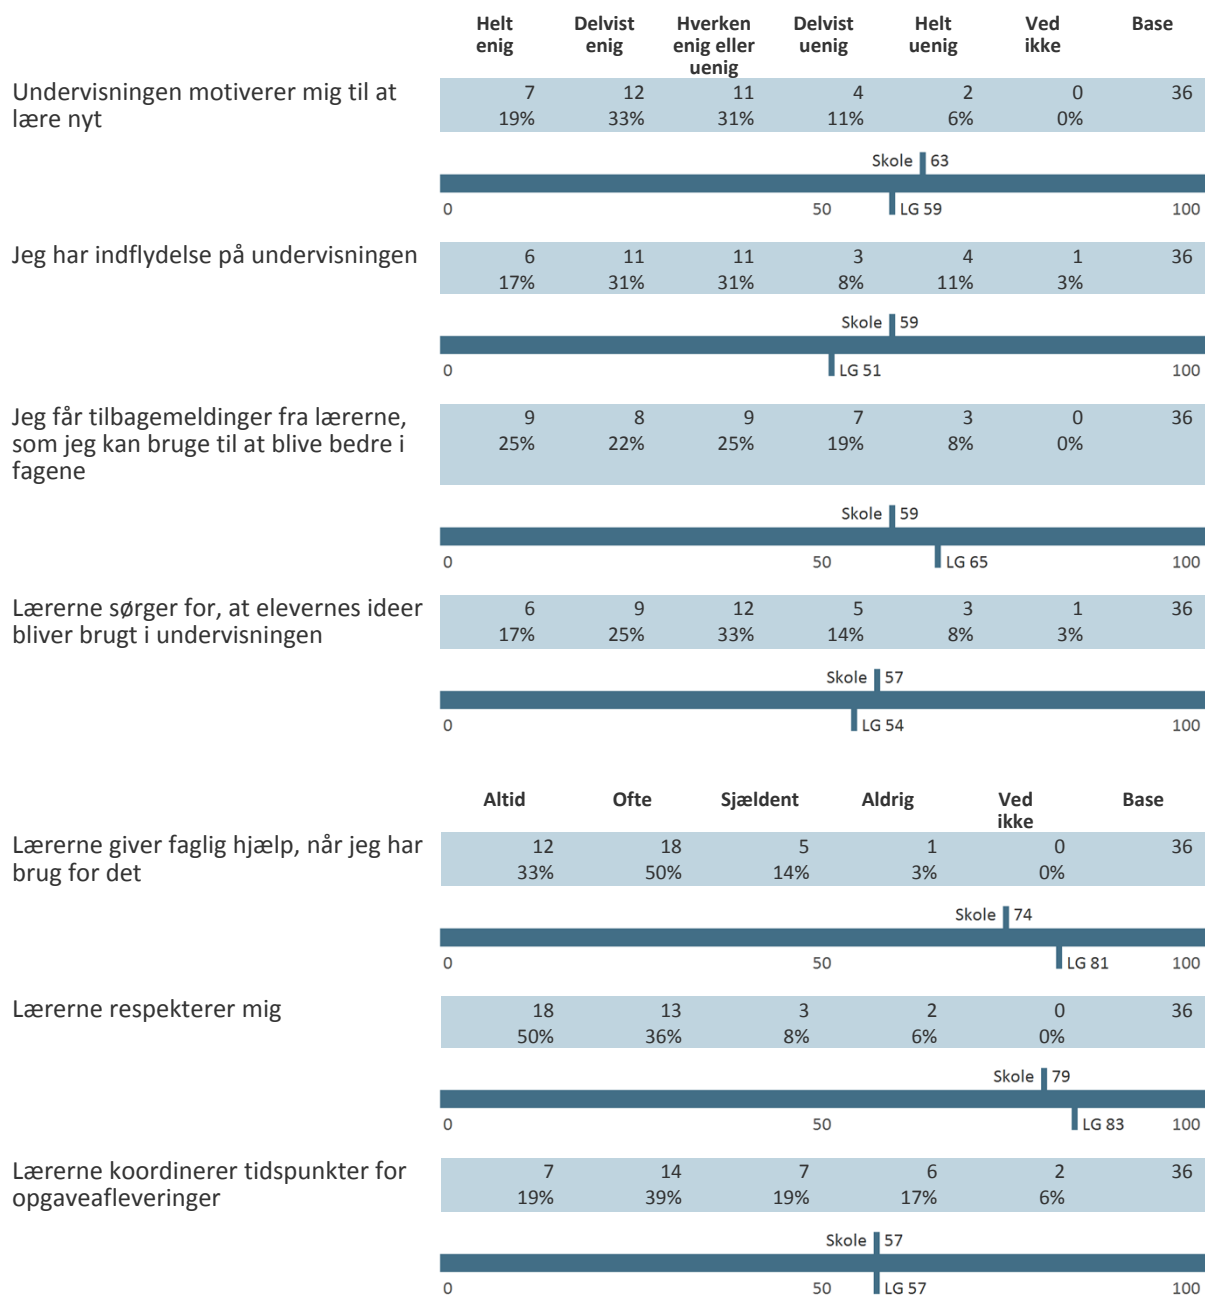 Helt enig Delvist enig Hverken enig eller uenig Delvist uenig Helt uenig Ved ikke Base
Undervisningen motiverer mig til at
lære nyt
7 12 11 4 2 0 36
19% 33% 31% 11% 6% 0%
Skole 63
0 50 LG 59 100
Jeg har indflydelse på undervisningen
6 11 11 3 4 1 36
17% 31% 31% 8% 11% 3%
Skole 59
0 LG 51 100
Jeg får tilbagemeldinger fra lærerne,
som jeg kan bruge til at blive bedre i
fagene
9 8 9 7 3 0 36
25% 22% 25% 19% 8% 0%
Skole 59
0 50 LG 65 100
Lærerne sørger for, at elevernes ideer
bliver brugt i undervisningen
6 9 12 5 3 1 36
17% 25% 33% 14% 8% 3%
Skole 57
0 LG 54 100
Altid Ofte Sjældent Aldrig Ved ikke Base
Lærerne giver faglig hjælp, når jeg har
brug for det
12 18 5 1 0 36
33% 50% 14% 3% 0%
Skole 74
0 50 LG 81 100
Lærerne respekterer mig
18 13 3 2 0 36
50% 36% 8% 6% 0%
Skole 79
0 50 LG 83 100
Lærerne koordinerer tidspunkter for
opgaveafleveringer
7 14 7 6 2 36
19% 39% 19% 17% 6%
Skole 57
0 50 LG 57 100